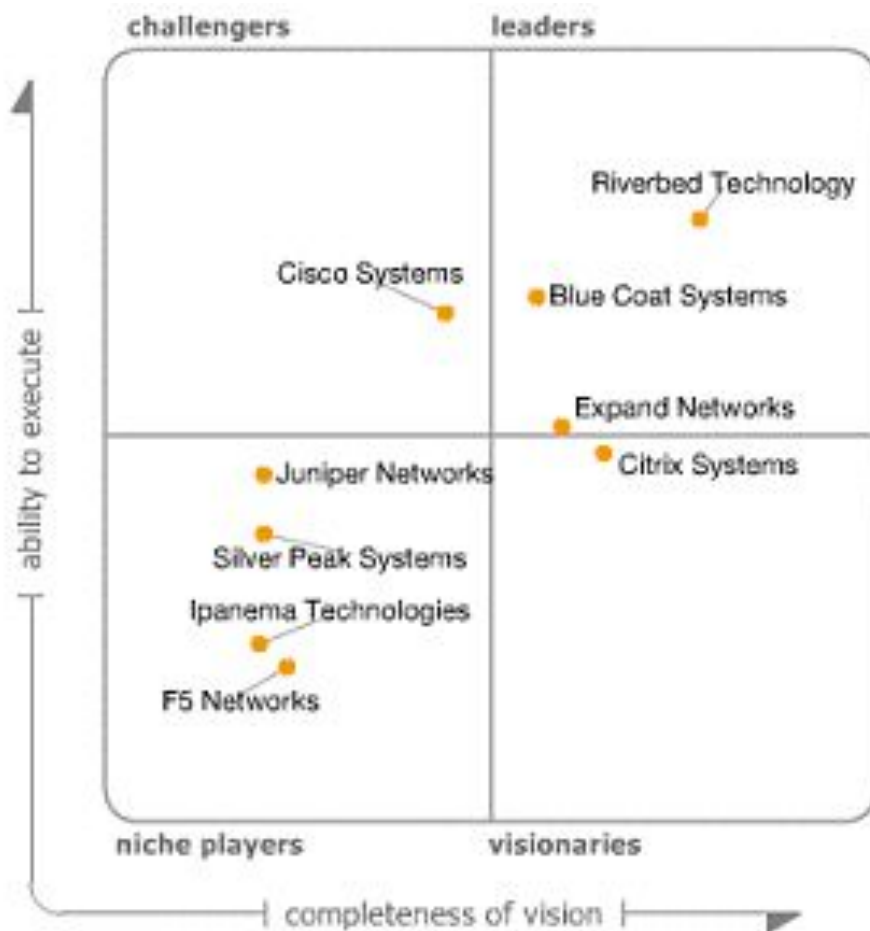 challengers
leaders
Riverbed Technology
Cisco Systems
Blue Coat Systems
Expand Networks
Citrix Systems
Juniper Networks
Silver Peak Systems
Ipanema Technologies
F5 Networks
niche players
visionaries
ability to execute
completeness of vision